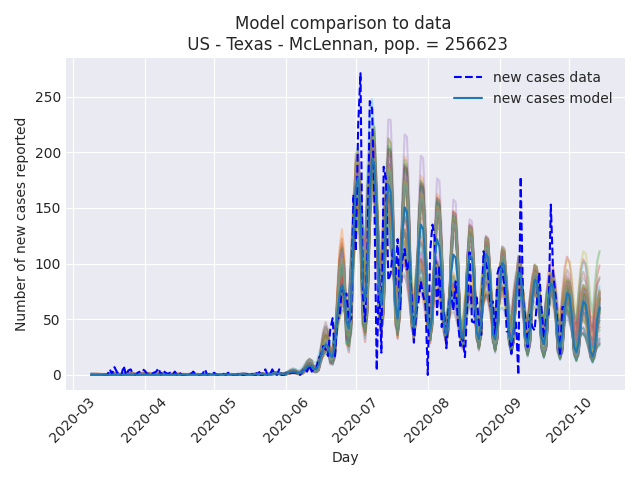 Model comparison to data
US - Texas - McLennan, pop. = 256623
new cases data
new cases model
Number of new cases reported
250
200
150
100
50
0
2020-03
2020-04
2020-05
2020-06
2020-07
2020-08
2020-09
2020-10
Day